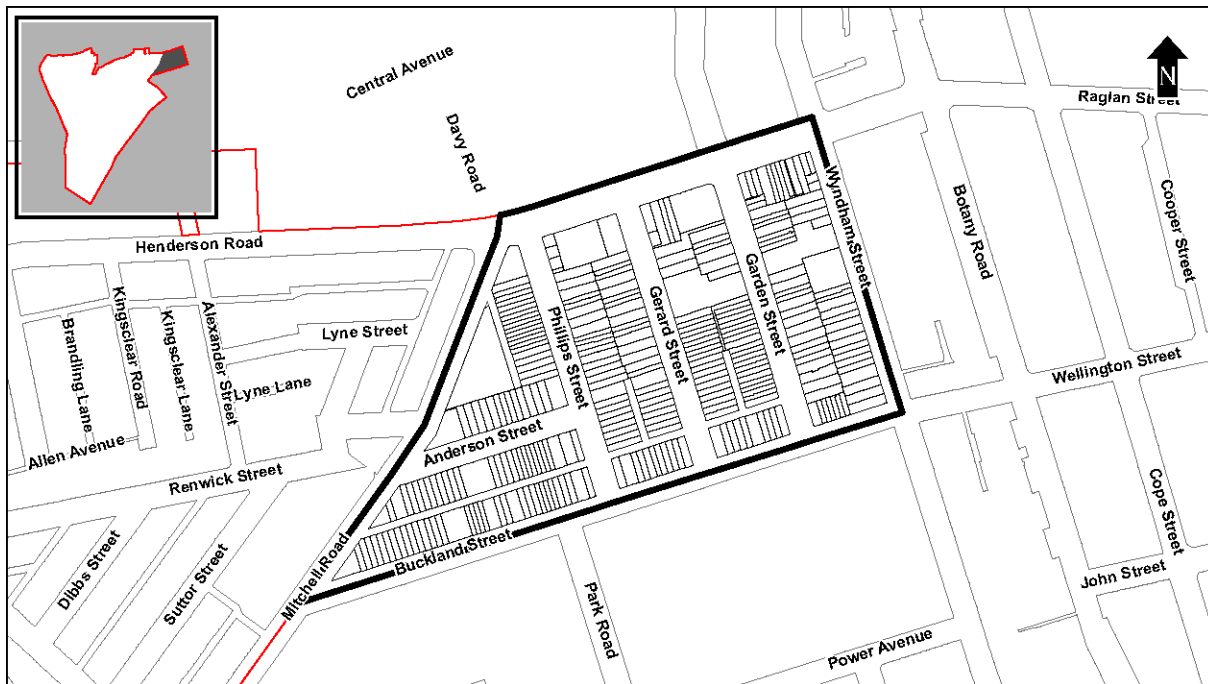 Central Avenue
Davy Road
N
Raglan Street
Henderson Road
Wyndham Street
Botany Road
Cooper Street
Kingsclear Road
Brandling Lane
Kingsclear Lane
Alexander Street
Lyne Street
Lyne Lane
Phillips Street
Gerard Street
Garden Street
Wellington Street
Allen Avenue
Renwick Street
Anderson Street
Buckland Street
Mitchell Road
Dibbs Street
Suttor Street
Park Road
Power Avenue
Cope Street
John Street